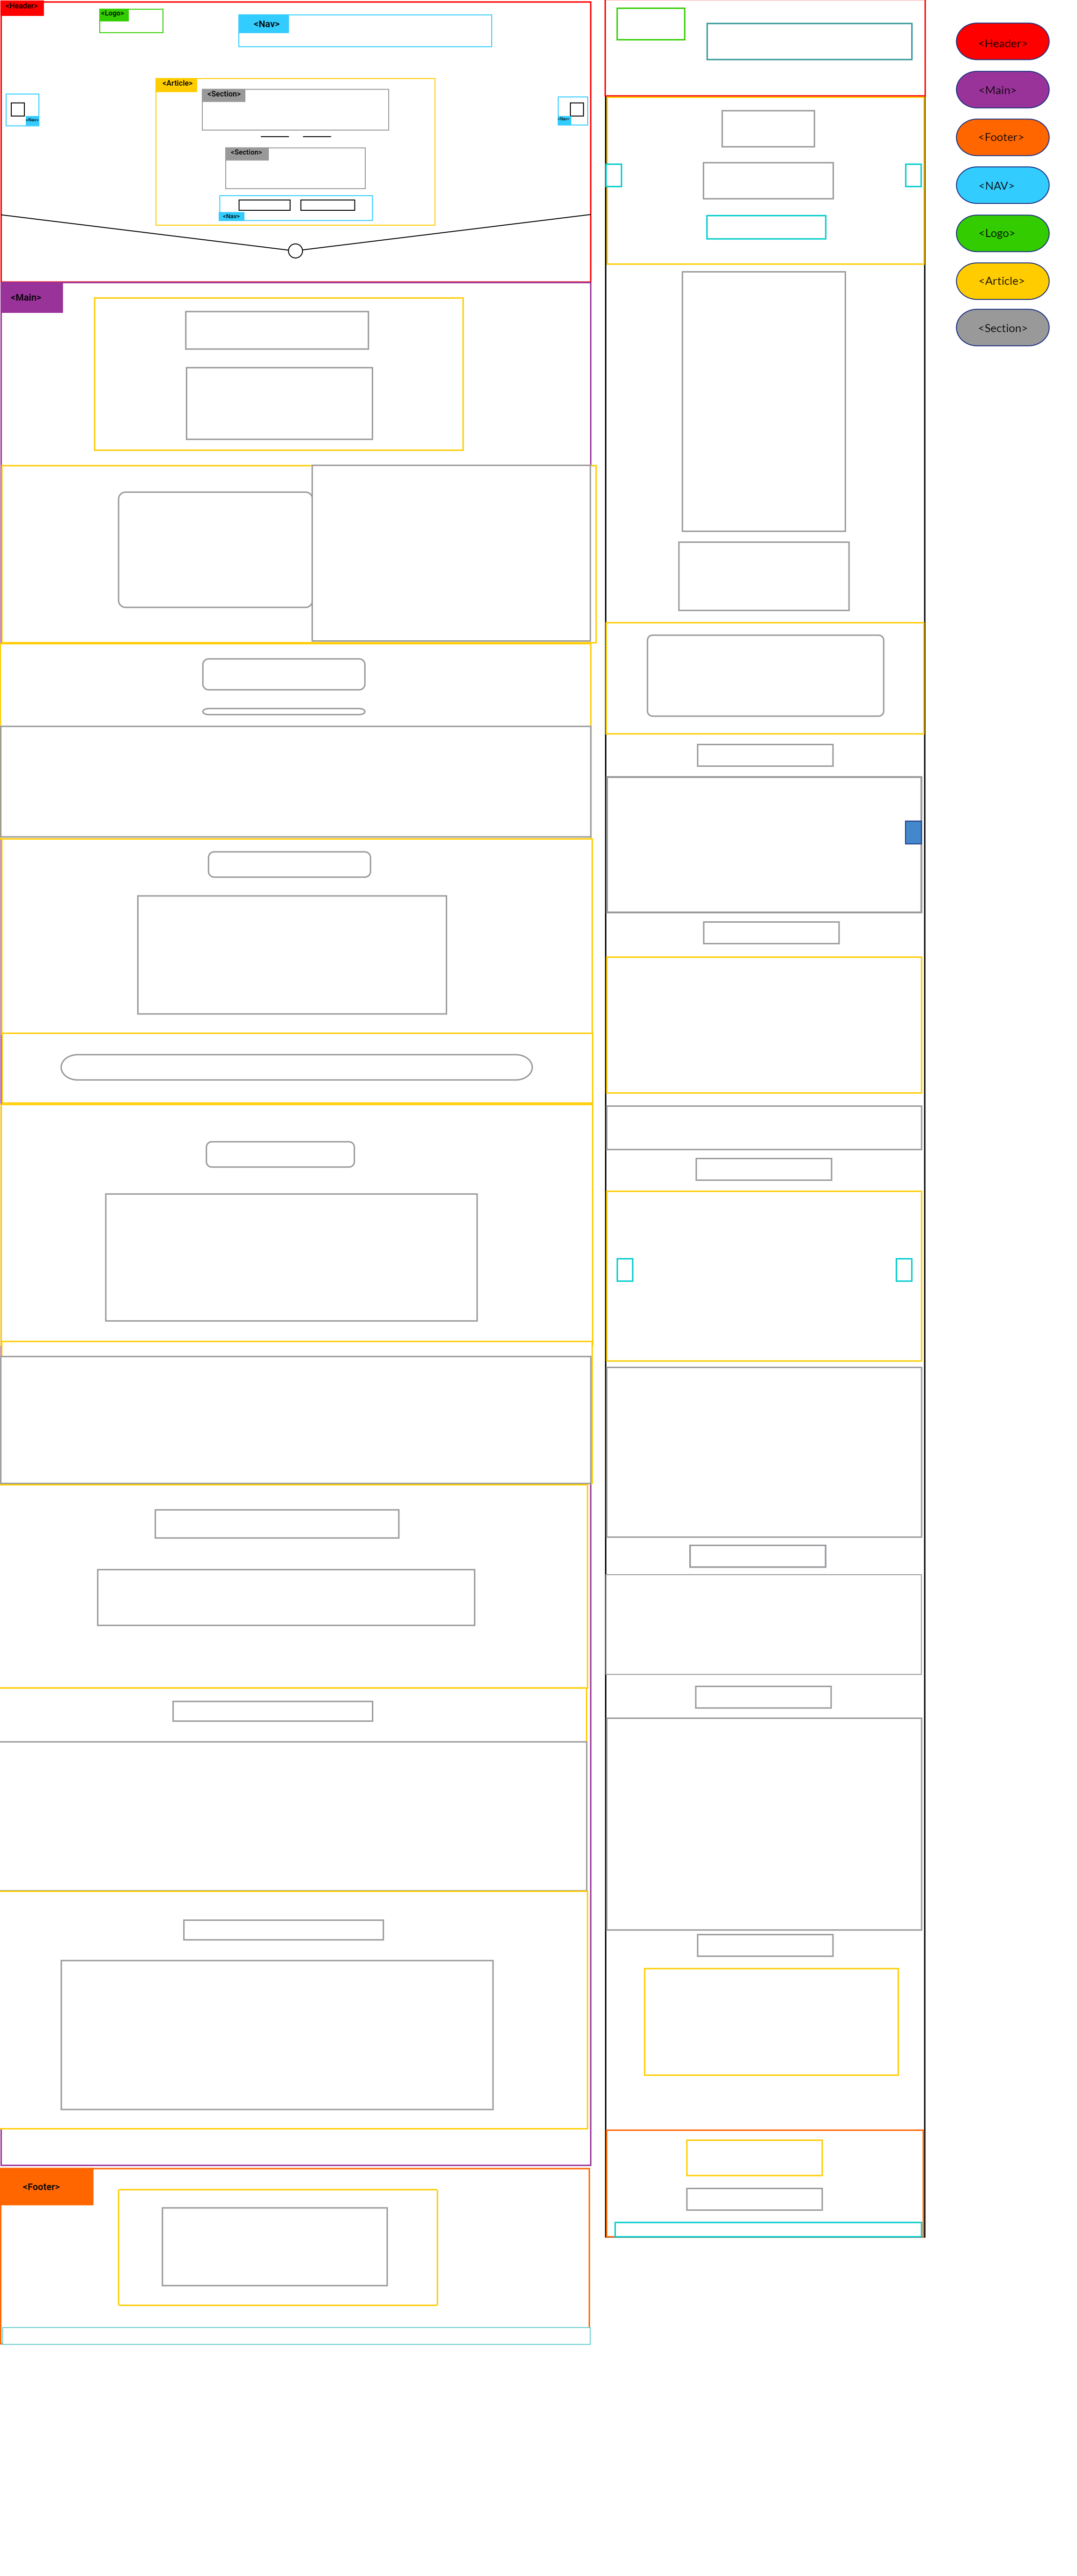 <Header>
<Logo>
<Nav>
<Article>
<Section>
<Nav>
<Nav>
<Section>
<Nav>
<Main>
<Footer>
<Header>
<Main>
<Footer>
<NAV>
<Logo>
<Article>
<Section>